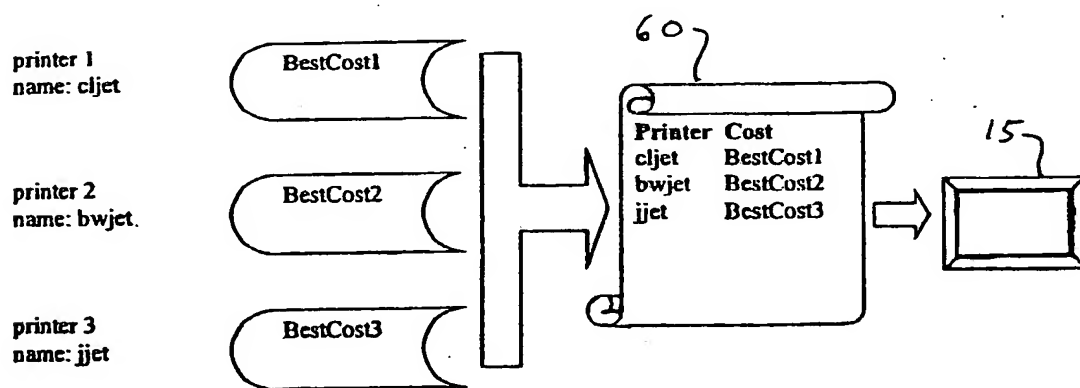 60
printer 1
name: cljet
BestCost1
Printer Cost
cljet BestCost1
bwjet BestCost2
jjet BestCost3
15
printer 2
name: bwjet.
BestCost2
printer 3
name: jjet
BestCost3